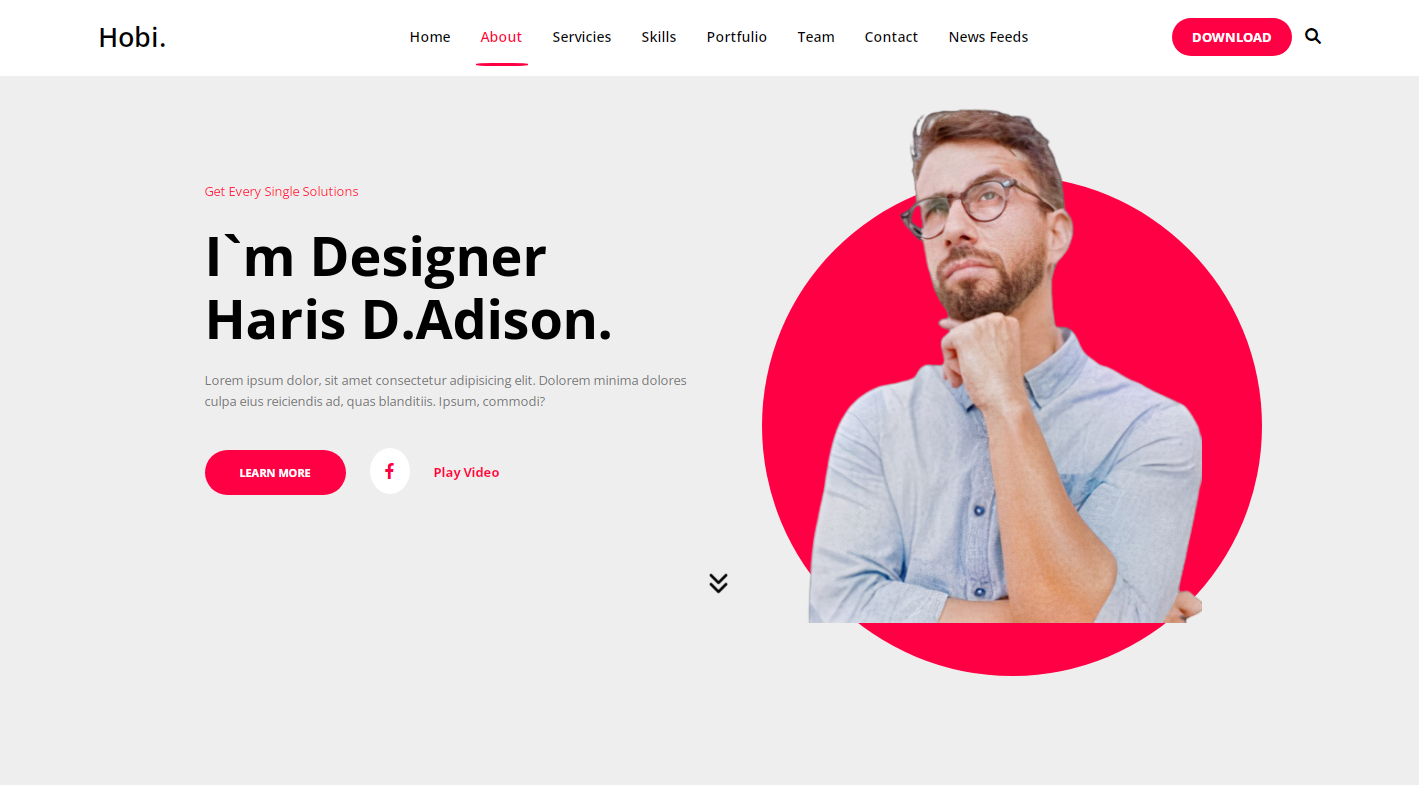 Hobi.
Home About Servicies Skills Portfulio Team Contact News Feeds
DOWNLOAD
Get Every Single Solutions
I`m Designer
Haris D.Adison.
Lorem ipsum dolor, sit amet consectetur adipisicing elit. Dolorem minima dolores
culpa eius reiciendis ad, quas blanditiis. Ipsum, commodi?
LEARN MORE
Play Video